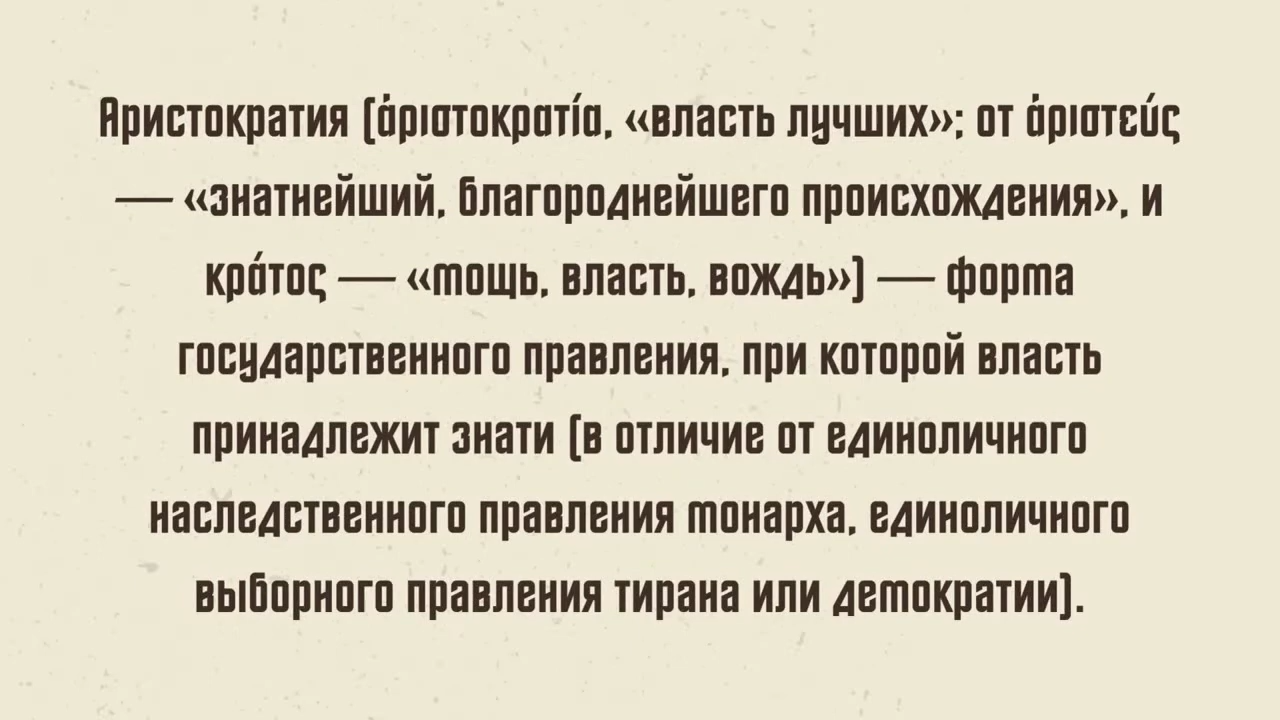 Аристократия (ἀριστοκρατία, «власть лучших»; от ἀριστεύς
— «знатнейший, благороднейшего происхождения», и
κράτος — «мощь, власть, вождь») — форма
государственного правления, при которой власть
принадлежит знати (в отличие от единоличного
наследственного правления монарха, единоличного
выборного правления тирана или демократии).